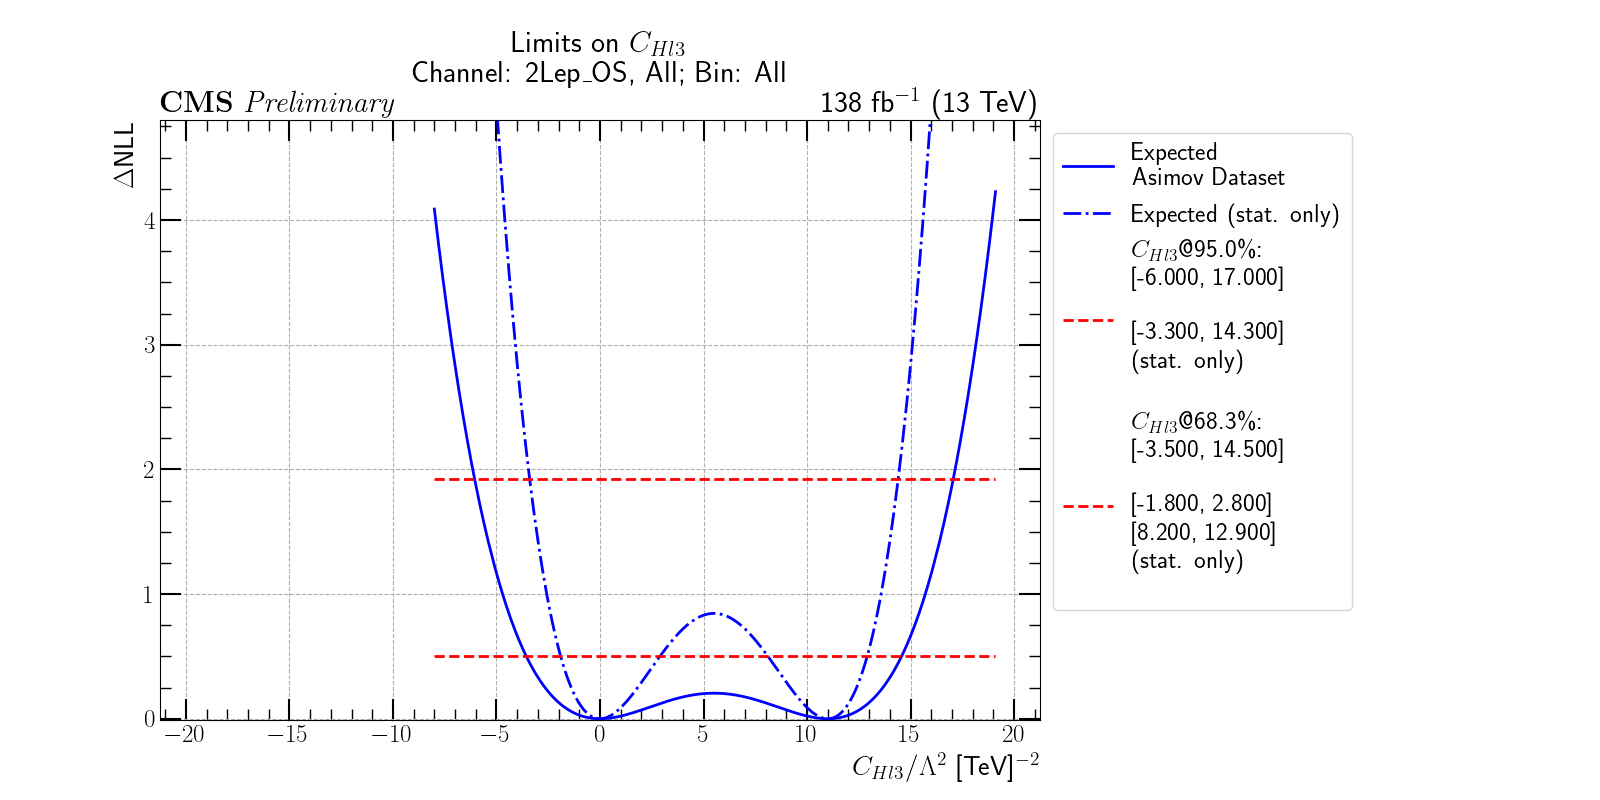 Limits on C_{Hl3}
Channel: 2Lep_OS, All; Bin: All
CMS Preliminary
138 fb⁻¹ (13 TeV)
ΔNLL
4
3
2
1
0
−20
−15
−10
−5
0
5
10
15
20
C_{Hl3}/Λ² [TeV]⁻²
Expected
Asimov Dataset
Expected (stat. only)
C_{Hl3}@95.0%:
[-6.000, 17.000]
[-3.300, 14.300]
(stat. only)
C_{Hl3}@68.3%:
[-3.500, 14.500]
[-1.800, 2.800]
[8.200, 12.900]
(stat. only)